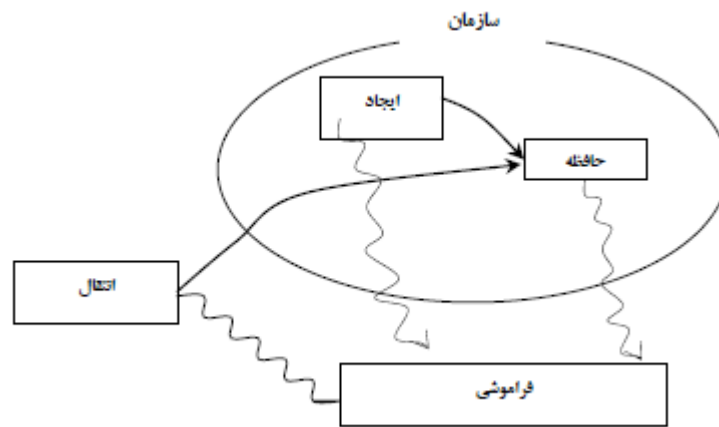 سازمان
ایجاد
حافظه
انتقال
فراموشی